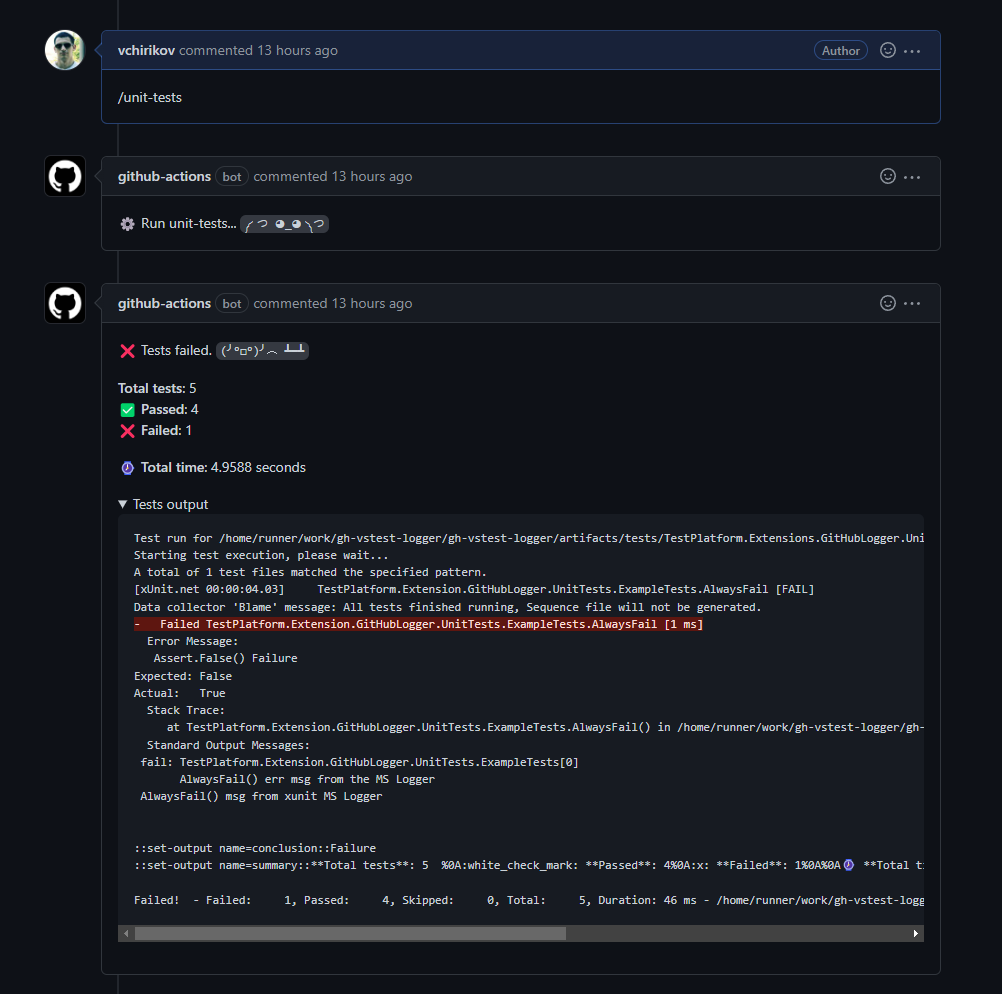 vchirikov commented 13 hours ago Author
/unit-tests
github-actions bot commented 13 hours ago
Run unit-tests... (╭ つ ◕_◕ ╮つ
github-actions bot commented 13 hours ago
❌ Tests failed. (╯°□°)╯︵ ┻━┻
Total tests: 5
✅ Passed: 4
❌ Failed: 1
Total time: 4.9588 seconds
▼ Tests output
Test run for /home/runner/work/gh-vstest-logger/gh-vstest-logger/artifacts/tests/TestPlatform.Extensions.GitHubLogger.Uni
Starting test execution, please wait...
A total of 1 test files matched the specified pattern.
[xUnit.net 00:00:04.03]     TestPlatform.Extension.GitHubLogger.UnitTests.ExampleTests.AlwaysFail [FAIL]
Data collector 'Blame' message: All tests finished running, Sequence file will not be generated.
-   Failed TestPlatform.Extension.GitHubLogger.UnitTests.ExampleTests.AlwaysFail [1 ms]
  Error Message:
   Assert.False() Failure
Expected: False
Actual:   True
  Stack Trace:
     at TestPlatform.Extension.GitHubLogger.UnitTests.ExampleTests.AlwaysFail() in /home/runner/work/gh-vstest-logger/gh-
  Standard Output Messages:
 fail: TestPlatform.Extension.GitHubLogger.UnitTests.ExampleTests[0]
       AlwaysFail() err msg from the MS Logger
 AlwaysFail() msg from xunit MS Logger
::set-output name=conclusion::Failure
::set-output name=summary::**Total tests**: 5  %0A:white_check_mark: **Passed**: 4%0A:x: **Failed**: 1%0A%0A **Total t
Failed!  - Failed:     1, Passed:     4, Skipped:     0, Total:     5, Duration: 46 ms - /home/runner/work/gh-vstest-logg